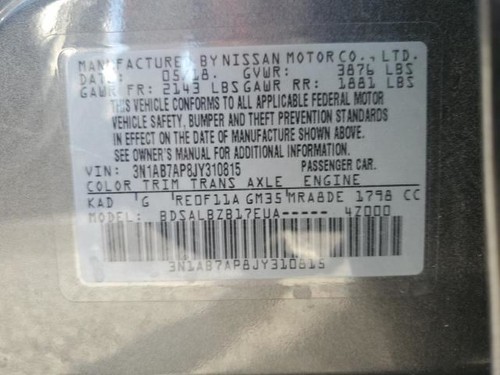 MANUFACTURED BY NISSAN MOTOR CO., LTD.
DATE: 05/18. GVWR: 3876 LBS
GAWR FR: 2143 LBS GAWR RR: 1881 LBS
THIS VEHICLE CONFORMS TO ALL APPLICABLE FEDERAL MOTOR
VEHICLE SAFETY, BUMPER AND THEFT PREVENTION STANDARDS
IN EFFECT ON THE DATE OF MANUFACTURE SHOWN ABOVE.
SEE OWNER'S MANUAL FOR ADDITIONAL INFORMATION.
VIN: 3N1AB7AP8JY310815 PASSENGER CAR.
COLOR TRIM TRANS AXLE ENGINE
KAD G RE0F11A GM35 MRA8DE 1798 CC
MODEL: BDSALBZB17EUA----- 4Z000
3N1AB7AP8JY310815